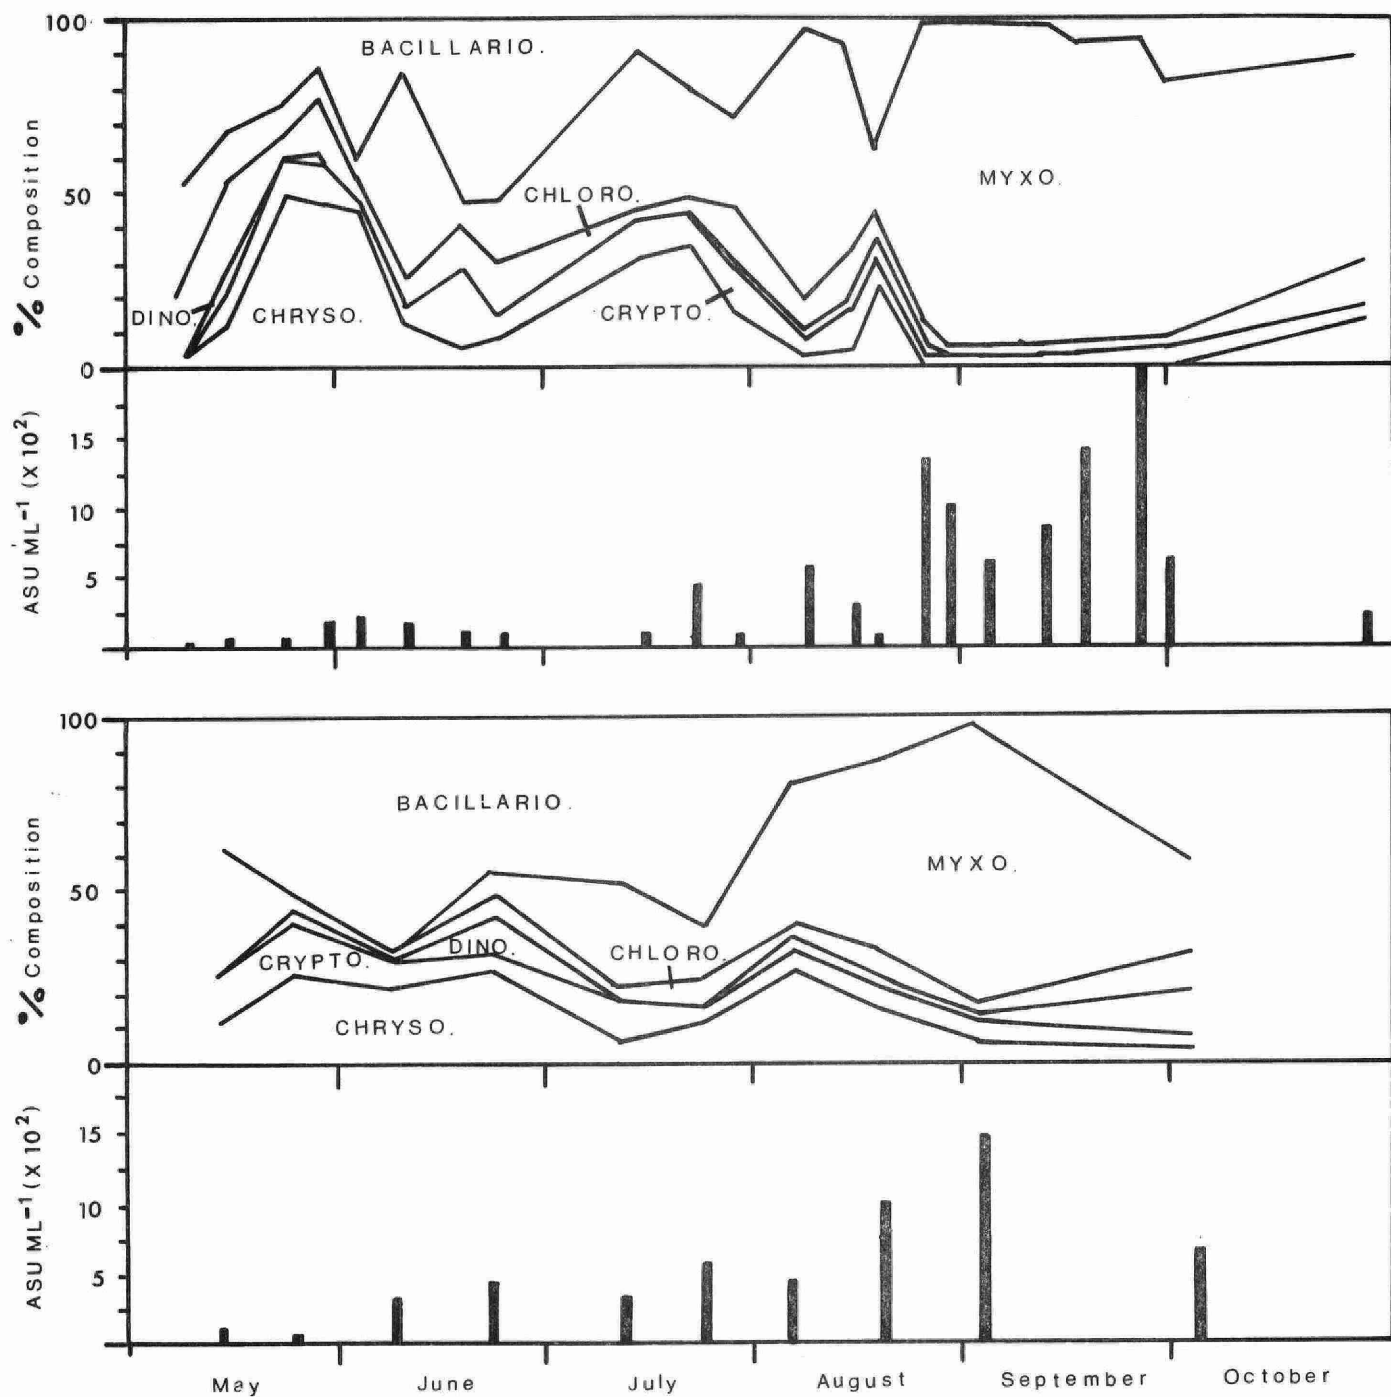 100
BACILLARIO.
% Composition
50
CHLORO.
MYXO.
DINO.
CHRYSO.
CRYPTO.
0
ASU ML⁻¹ (X 10²)
15
10
5
100
BACILLARIO.
% Composition
50
MYXO.
CRYPTO.
DINO.
CHLORO.
CHRYSO.
0
ASU ML⁻¹ (X 10²)
15
10
5
May June July August September October